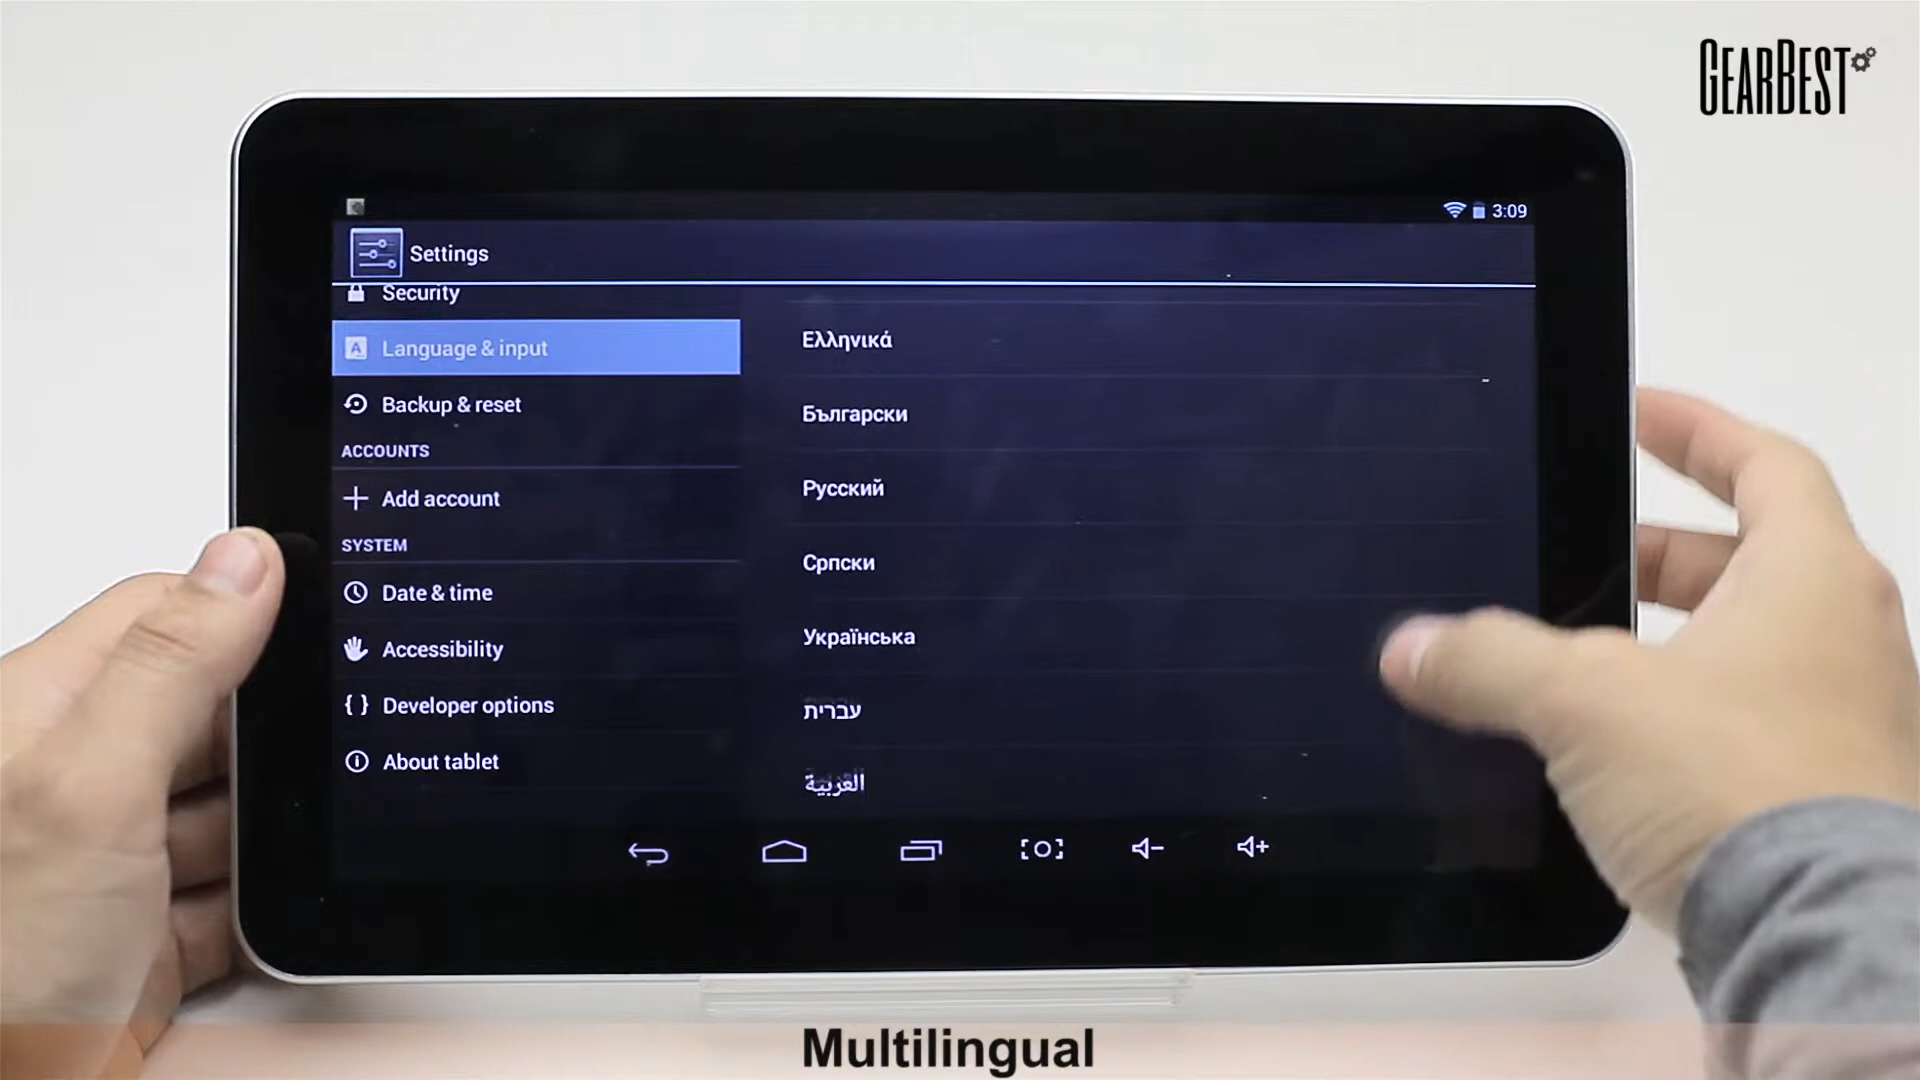 GEARBEST
3:09
Settings
Security
Language & input
Backup & reset
ACCOUNTS
Add account
SYSTEM
Date & time
Accessibility
Developer options
About tablet
Ελληνικά
Български
Русский
Српски
Українська
עברית
العربية
Multilingual